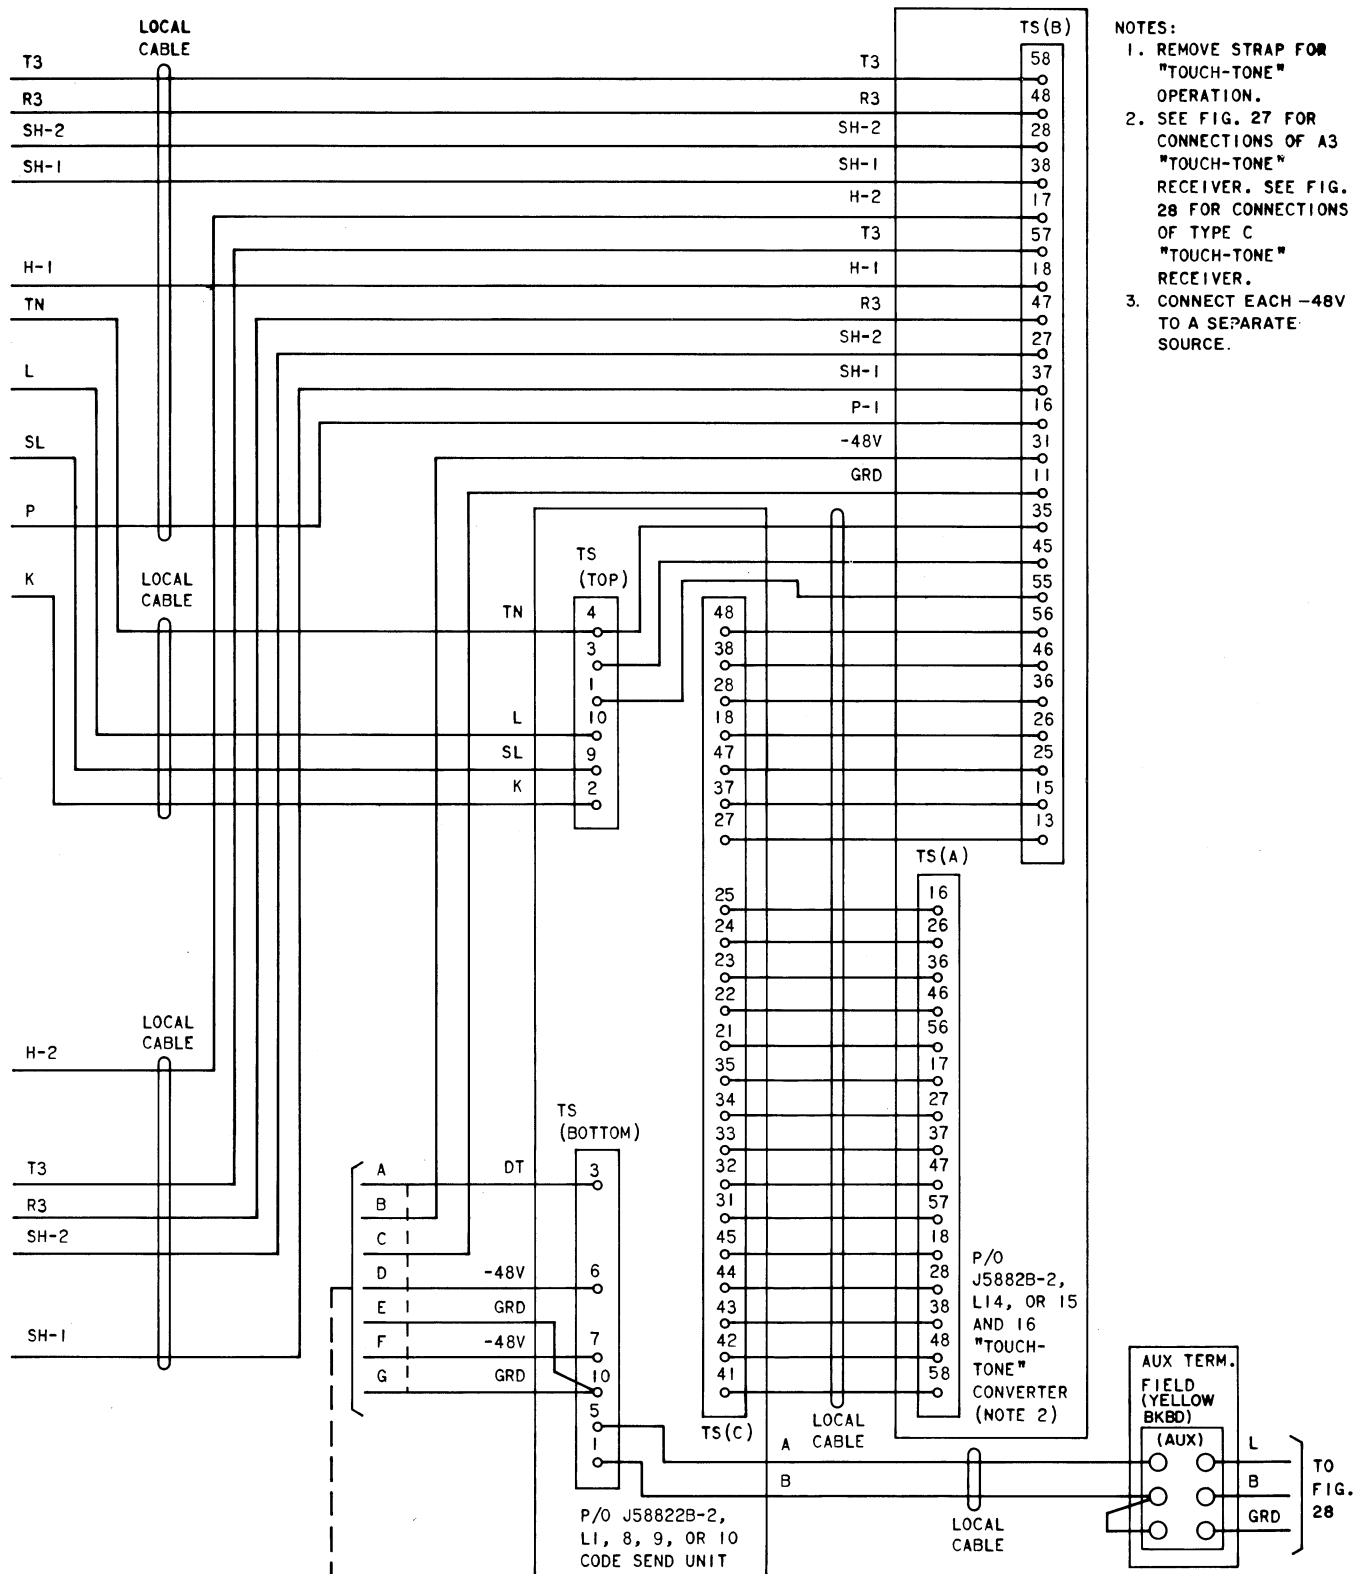 LOCAL
CABLE
T3
R3
SH-2
SH-1
H-1
TN
L
SL
P
K
LOCAL
CABLE
LOCAL
CABLE
H-2
T3
R3
SH-2
SH-1
T3
R3
SH-2
SH-1
H-2
T3
H-1
R3
SH-2
SH-1
P-1
-48V
GRD
TS(B)
58
48
28
38
17
57
18
47
27
37
16
31
11
35
45
55
56
46
36
26
25
15
13
NOTES:
1. REMOVE STRAP FOR
"TOUCH-TONE"
OPERATION.
2. SEE FIG. 27 FOR
CONNECTIONS OF A3
"TOUCH-TONE"
RECEIVER. SEE FIG.
28 FOR CONNECTIONS
OF TYPE C
"TOUCH-TONE"
RECEIVER.
3. CONNECT EACH -48V
TO A SEPARATE
SOURCE.
TS
(TOP)
TN
L
SL
K
4
3
1
10
9
2
48
38
28
18
47
37
27
25
24
23
22
21
35
34
33
32
31
45
44
43
42
41
TS(C)
TS(A)
16
26
36
46
56
17
27
37
47
57
18
28
38
48
58
P/O
J5882B-2,
L14, OR 15
AND 16
"TOUCH-
TONE"
CONVERTER
(NOTE 2)
LOCAL
CABLE
TS
(BOTTOM)
A
B
C
D
E
F
G
DT
-48V
GRD
-48V
GRD
3
6
7
10
5
1
P/O J58822B-2,
L1, 8, 9, OR 10
CODE SEND UNIT
A
B
LOCAL
CABLE
AUX TERM.
FIELD
(YELLOW
BKBD)
(AUX)
L
B
GRD
TO
FIG.
28